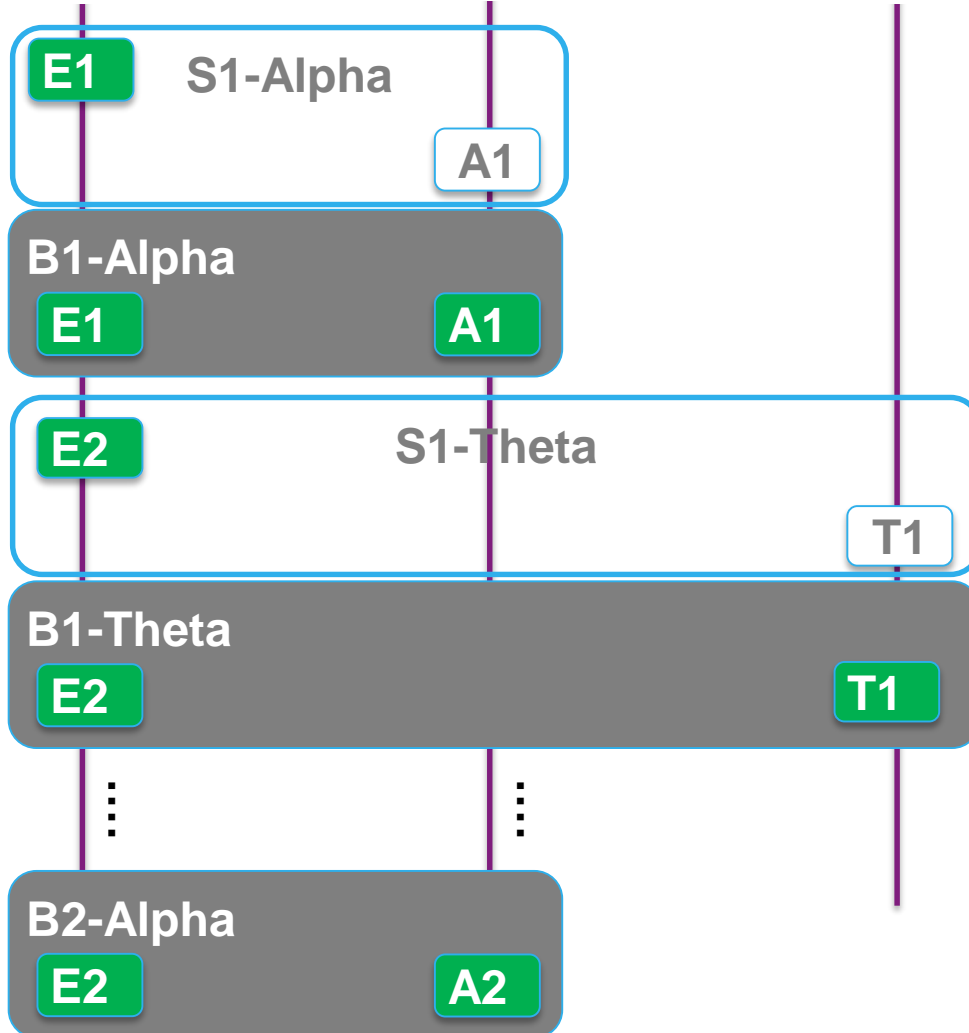 E1
S1-Alpha
A1
B1-Alpha
E1
A1
E2
S1-Theta
T1
B1-Theta
E2
T1
B2-Alpha
E2
A2